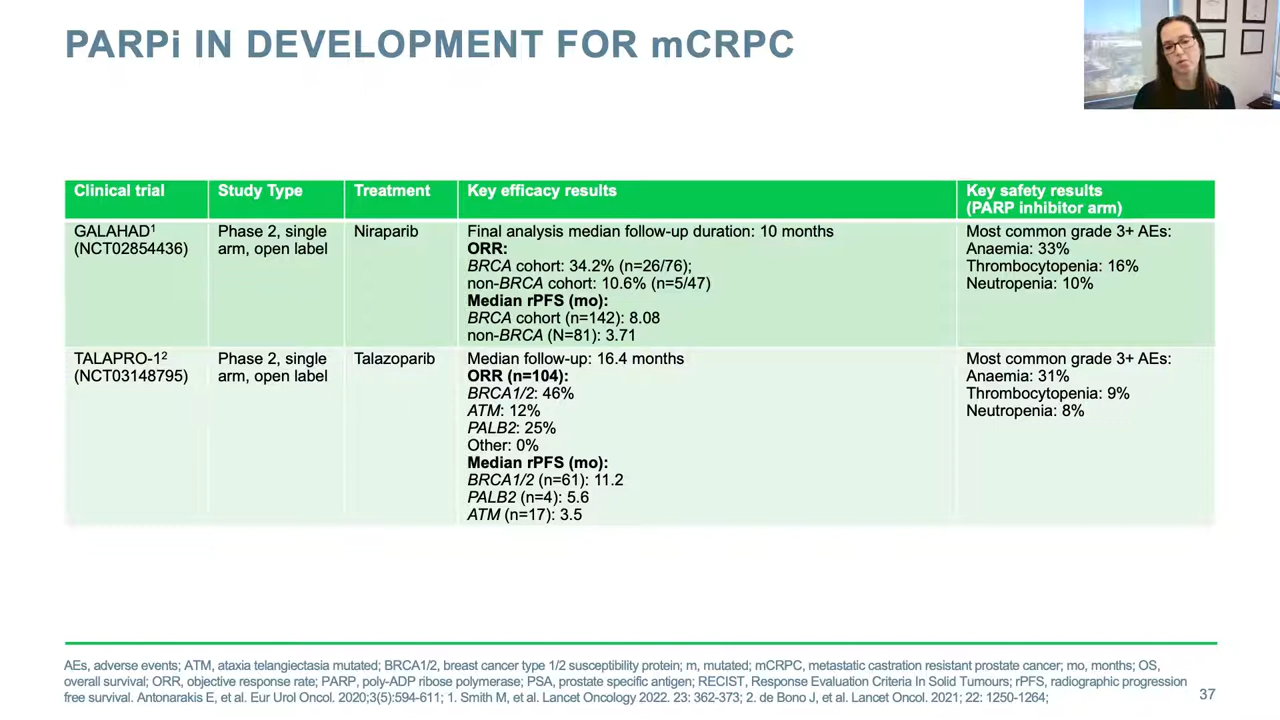 PARPi IN DEVELOPMENT FOR mCRPC
Clinical trial
Study Type
Treatment
Key efficacy results
Key safety results
(PARP inhibitor arm)
GALAHAD¹
(NCT02854436)
Phase 2, single
arm, open label
Niraparib
Final analysis median follow-up duration: 10 months
ORR:
BRCA cohort: 34.2% (n=26/76);
non-BRCA cohort: 10.6% (n=5/47)
Median rPFS (mo):
BRCA cohort (n=142): 8.08
non-BRCA (N=81): 3.71
Most common grade 3+ AEs:
Anaemia: 33%
Thrombocytopenia: 16%
Neutropenia: 10%
TALAPRO-1²
(NCT03148795)
Phase 2, single
arm, open label
Talazoparib
Median follow-up: 16.4 months
ORR (n=104):
BRCA1/2: 46%
ATM: 12%
PALB2: 25%
Other: 0%
Median rPFS (mo):
BRCA1/2 (n=61): 11.2
PALB2 (n=4): 5.6
ATM (n=17): 3.5
Most common grade 3+ AEs:
Anaemia: 31%
Thrombocytopenia: 9%
Neutropenia: 8%
AEs, adverse events; ATM, ataxia telangiectasia mutated; BRCA1/2, breast cancer type 1/2 susceptibility protein; m, mutated; mCRPC, metastatic castration resistant prostate cancer; mo, months; OS,
overall survival; ORR, objective response rate; PARP, poly-ADP ribose polymerase; PSA, prostate specific antigen; RECIST, Response Evaluation Criteria In Solid Tumours; rPFS, radiographic progression
free survival. Antonarakis E, et al. Eur Urol Oncol. 2020;3(5):594-611; 1. Smith M, et al. Lancet Oncology 2022. 23: 362-373; 2. de Bono J, et al. Lancet Oncol. 2021; 22: 1250-1264;
37